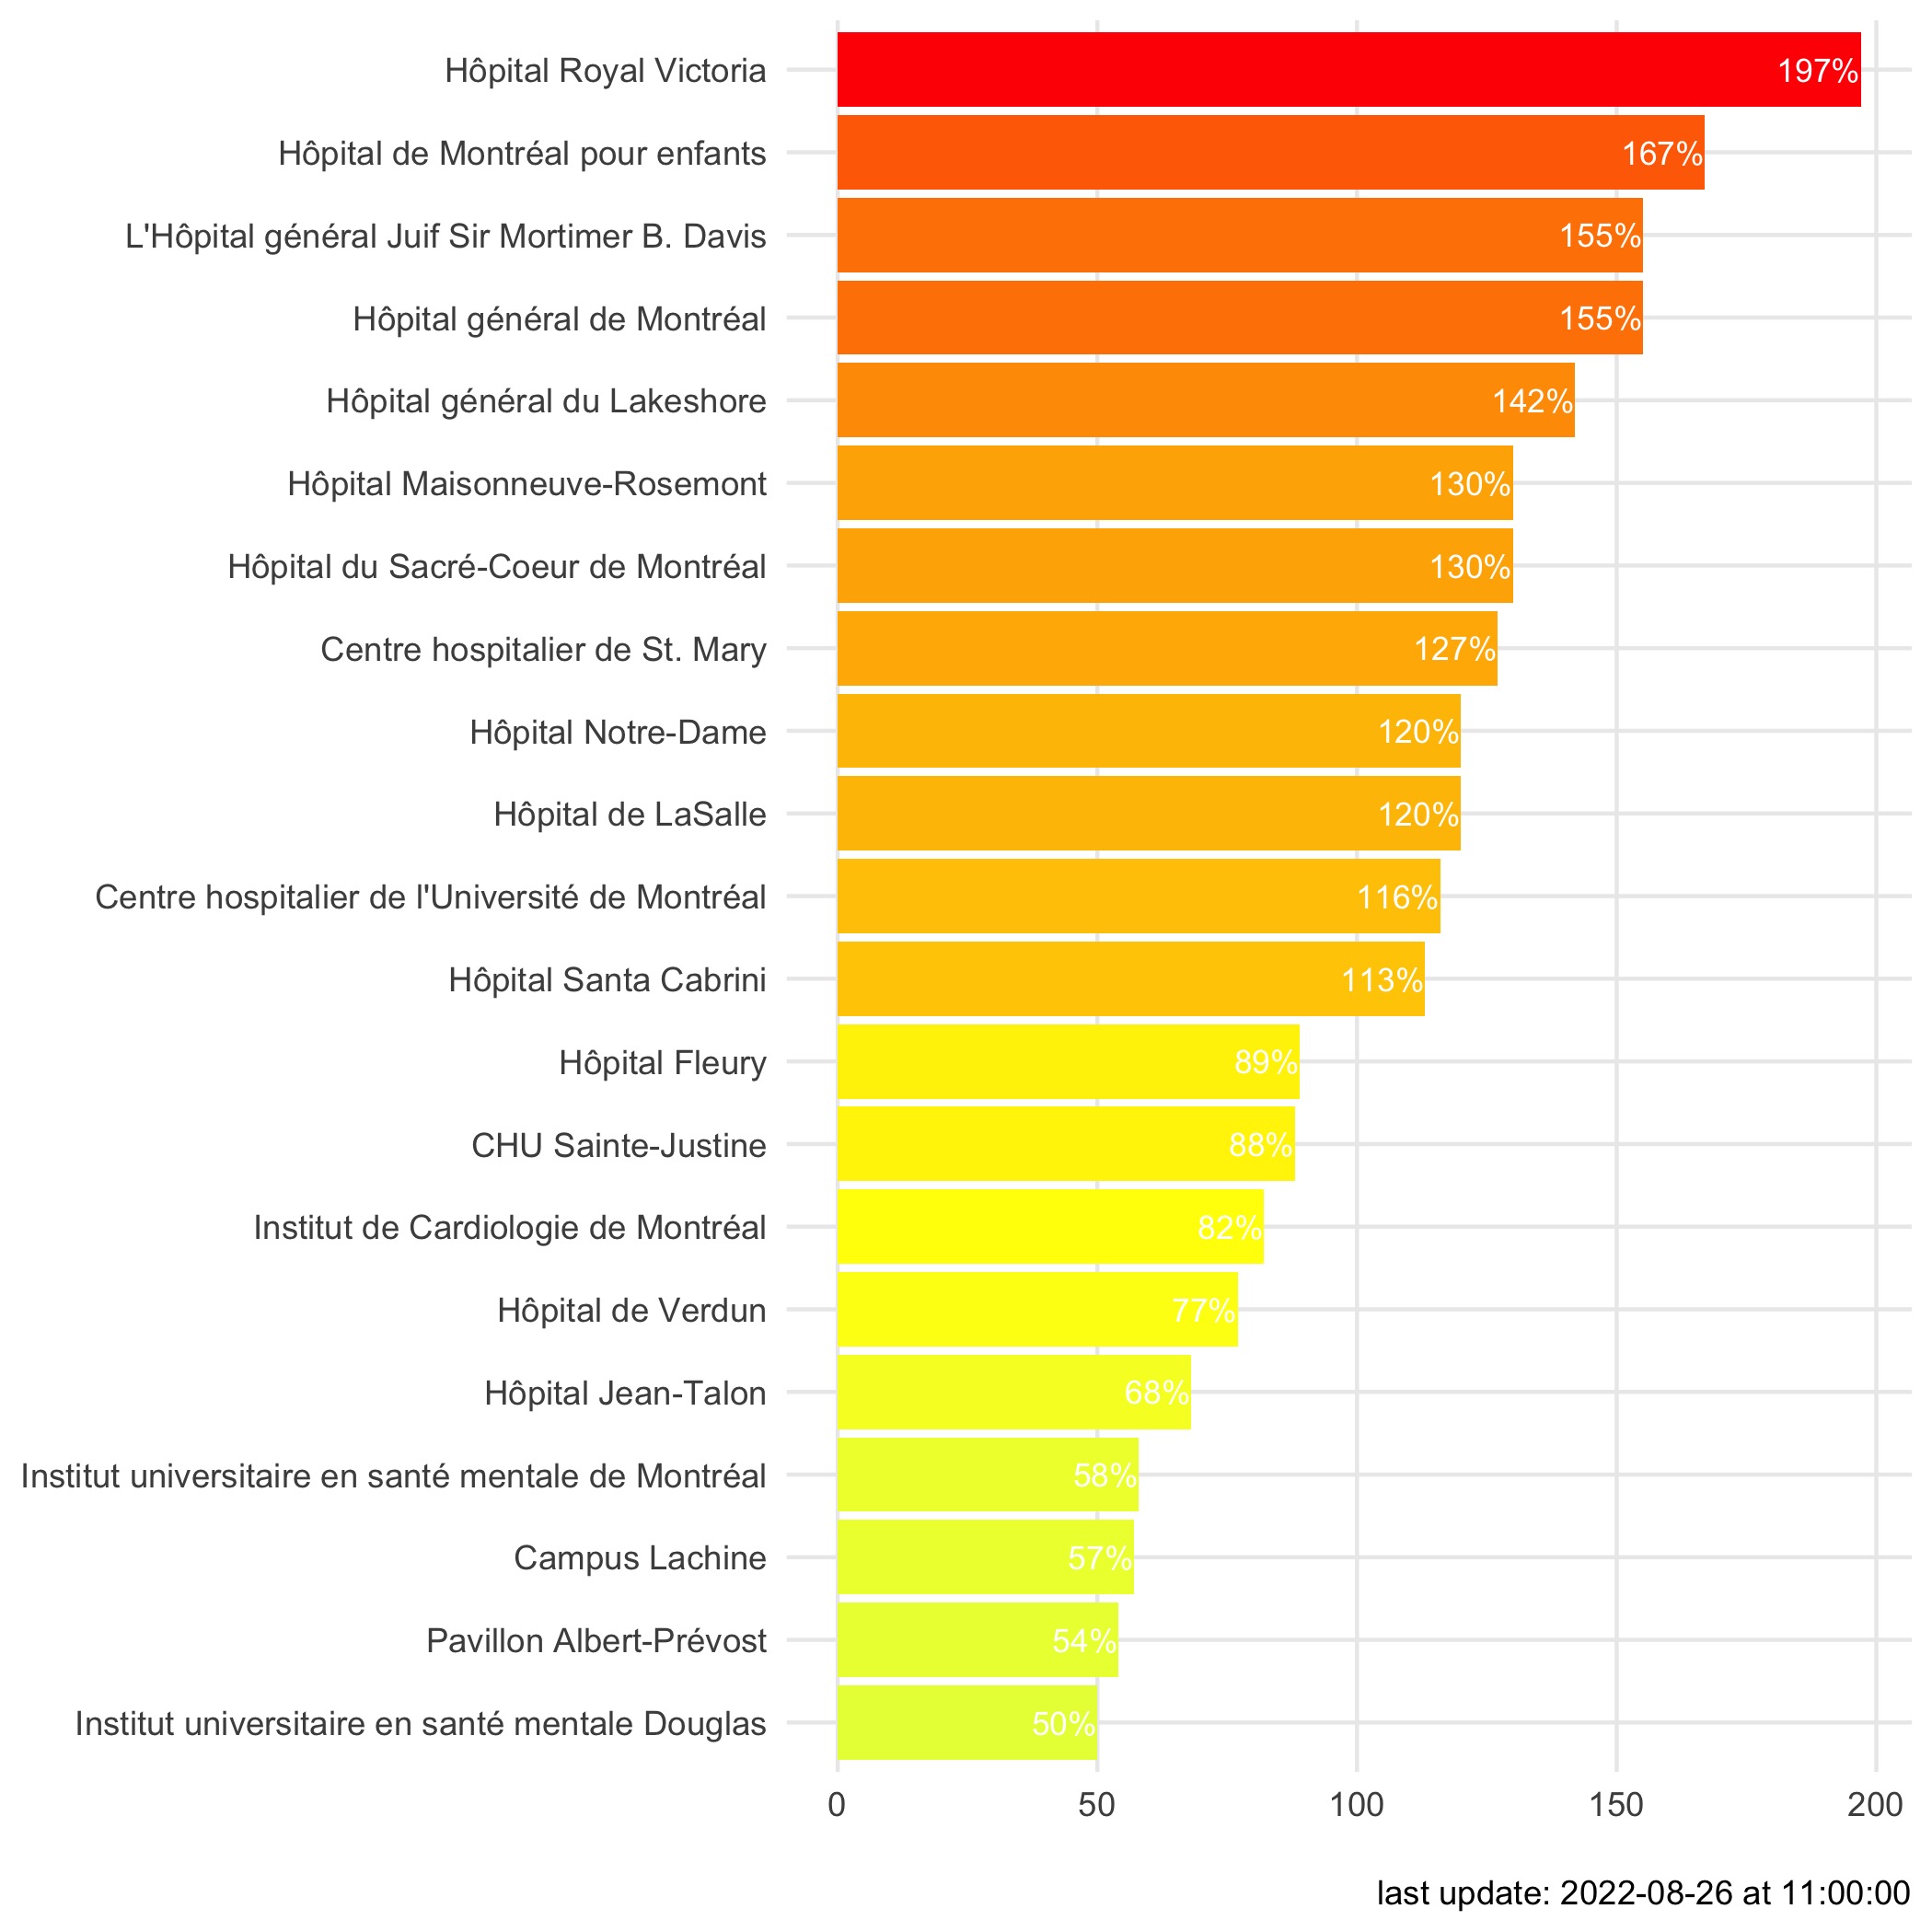 Hôpital Royal Victoria 197%
Hôpital de Montréal pour enfants 167%
L'Hôpital général Juif Sir Mortimer B. Davis 155%
Hôpital général de Montréal 155%
Hôpital général du Lakeshore 142%
Hôpital Maisonneuve-Rosemont 130%
Hôpital du Sacré-Coeur de Montréal 130%
Centre hospitalier de St. Mary 127%
Hôpital Notre-Dame 120%
Hôpital de LaSalle 120%
Centre hospitalier de l'Université de Montréal 116%
Hôpital Santa Cabrini 113%
Hôpital Fleury 89%
CHU Sainte-Justine 88%
Institut de Cardiologie de Montréal 82%
Hôpital de Verdun 77%
Hôpital Jean-Talon 68%
Institut universitaire en santé mentale de Montréal 58%
Campus Lachine 57%
Pavillon Albert-Prévost 54%
Institut universitaire en santé mentale Douglas 50%
0 50 100 150 200
last update: 2022-08-26 at 11:00:00